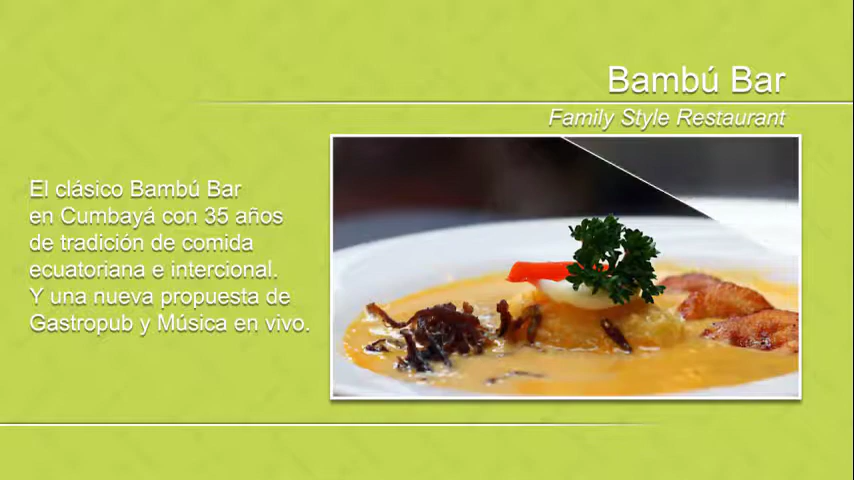 Bambú Bar
Family Style Restaurant
El clásico Bambú Bar
en Cumbayá con 35 años
de tradición de comida
ecuatoriana e intercional.
Y una nueva propuesta de
Gastropub y Música en vivo.